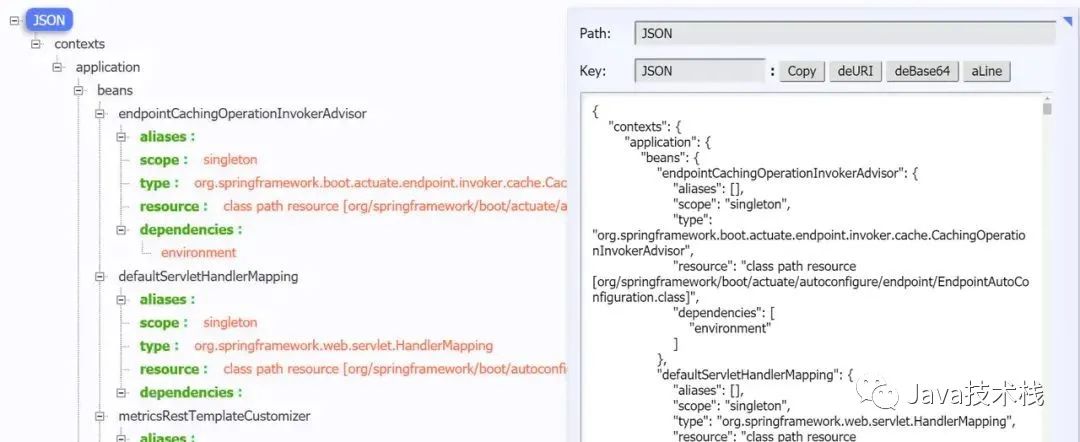 JSON
contexts
application
beans
endpointCachingOperationInvokerAdvisor
aliases :
scope : singleton
type : org.springframework.boot.actuate.endpoint.invoker.cache.Cac
resource : class path resource [org/springframework/boot/actuate/a
dependencies :
environment
defaultServletHandlerMapping
aliases :
scope : singleton
type : org.springframework.web.servlet.HandlerMapping
resource : class path resource [org/springframework/boot/autoconfi
dependencies :
metricsRestTemplateCustomizer
aliases :
Path: JSON
Key: JSON : Copy deURI deBase64 aLine
{
"contexts": {
"application": {
"beans": {
"endpointCachingOperationInvokerAdvisor": {
"aliases": [],
"scope": "singleton",
"type":
"org.springframework.boot.actuate.endpoint.invoker.cache.CachingOperatio
nInvokerAdvisor",
"resource": "class path resource
[org/springframework/boot/actuate/autoconfigure/endpoint/EndpointAutoCo
nfiguration.class]",
"dependencies": [
"environment"
]
},
"defaultServletHandlerMapping": {
"aliases": [],
"scope": "singleton",
"type": "org.springframework.web.servlet.HandlerMapping",
"resource": "class path resource
Java技术栈